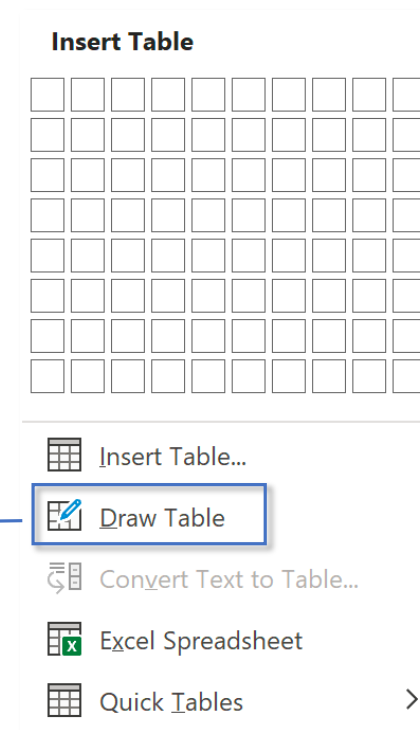 Insert Table
Insert Table...
Draw Table
Convert Text to Table...
Excel Spreadsheet
Quick Tables